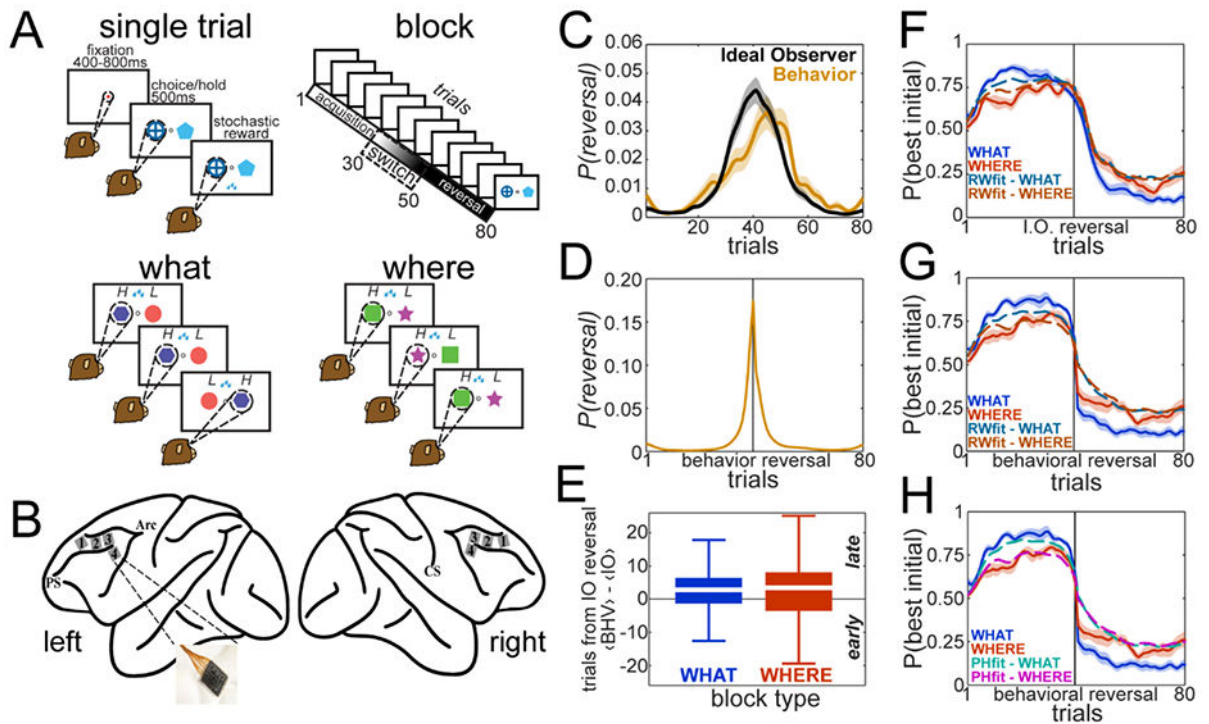 A
single trial
fixation
400-800ms
choice/hold
500ms
stochastic
reward
block
1
acquisition
trials
30
switch
50
reversal
80
what
H L
H L
L H
where
H L
H L
H L
B
Arc
1 2 3
4
PS
left
CS
3 2 1
4
right
C
0.06
0.05
0.04
0.03
0.02
0.01
0
P(reversal)
Ideal Observer
Behavior
20 40 60 80
trials
D
0.20
0.15
0.10
0.05
0.00
P(reversal)
1 behavior reversal 80
trials
E
20
10
0
-10
-20
trials from IO reversal
‹BHV› - ‹IO›
late
early
WHAT WHERE
block type
F
1
0.75
0.50
0.25
0
P(best initial)
WHAT
WHERE
RWfit - WHAT
RWfit - WHERE
1 I.O. reversal 80
trials
G
1
0.75
0.50
0.25
0
P(best initial)
WHAT
WHERE
RWfit - WHAT
RWfit - WHERE
1 behavioral reversal 80
trials
H
1
0.75
0.50
0.25
0
P(best initial)
WHAT
WHERE
PHfit - WHAT
PHfit - WHERE
1 behavioral reversal 80
trials